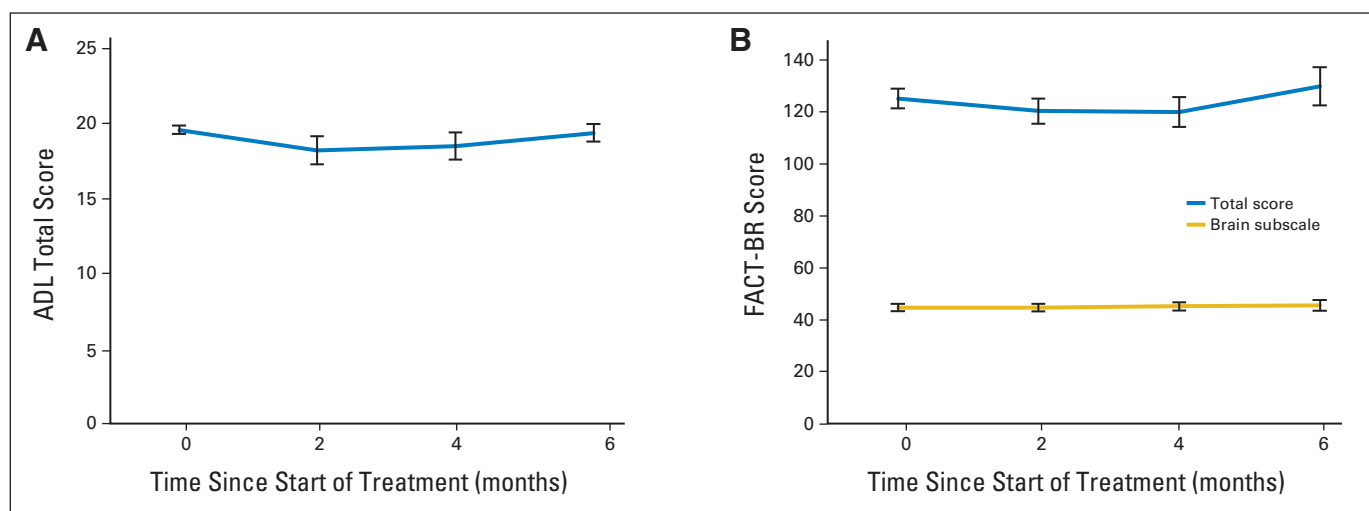 A
25
20
15
10
5
0
ADL Total Score
0 2 4 6
Time Since Start of Treatment (months)
B
140
120
100
80
60
40
20
0
FACT-BR Score
Total score
Brain subscale
0 2 4 6
Time Since Start of Treatment (months)